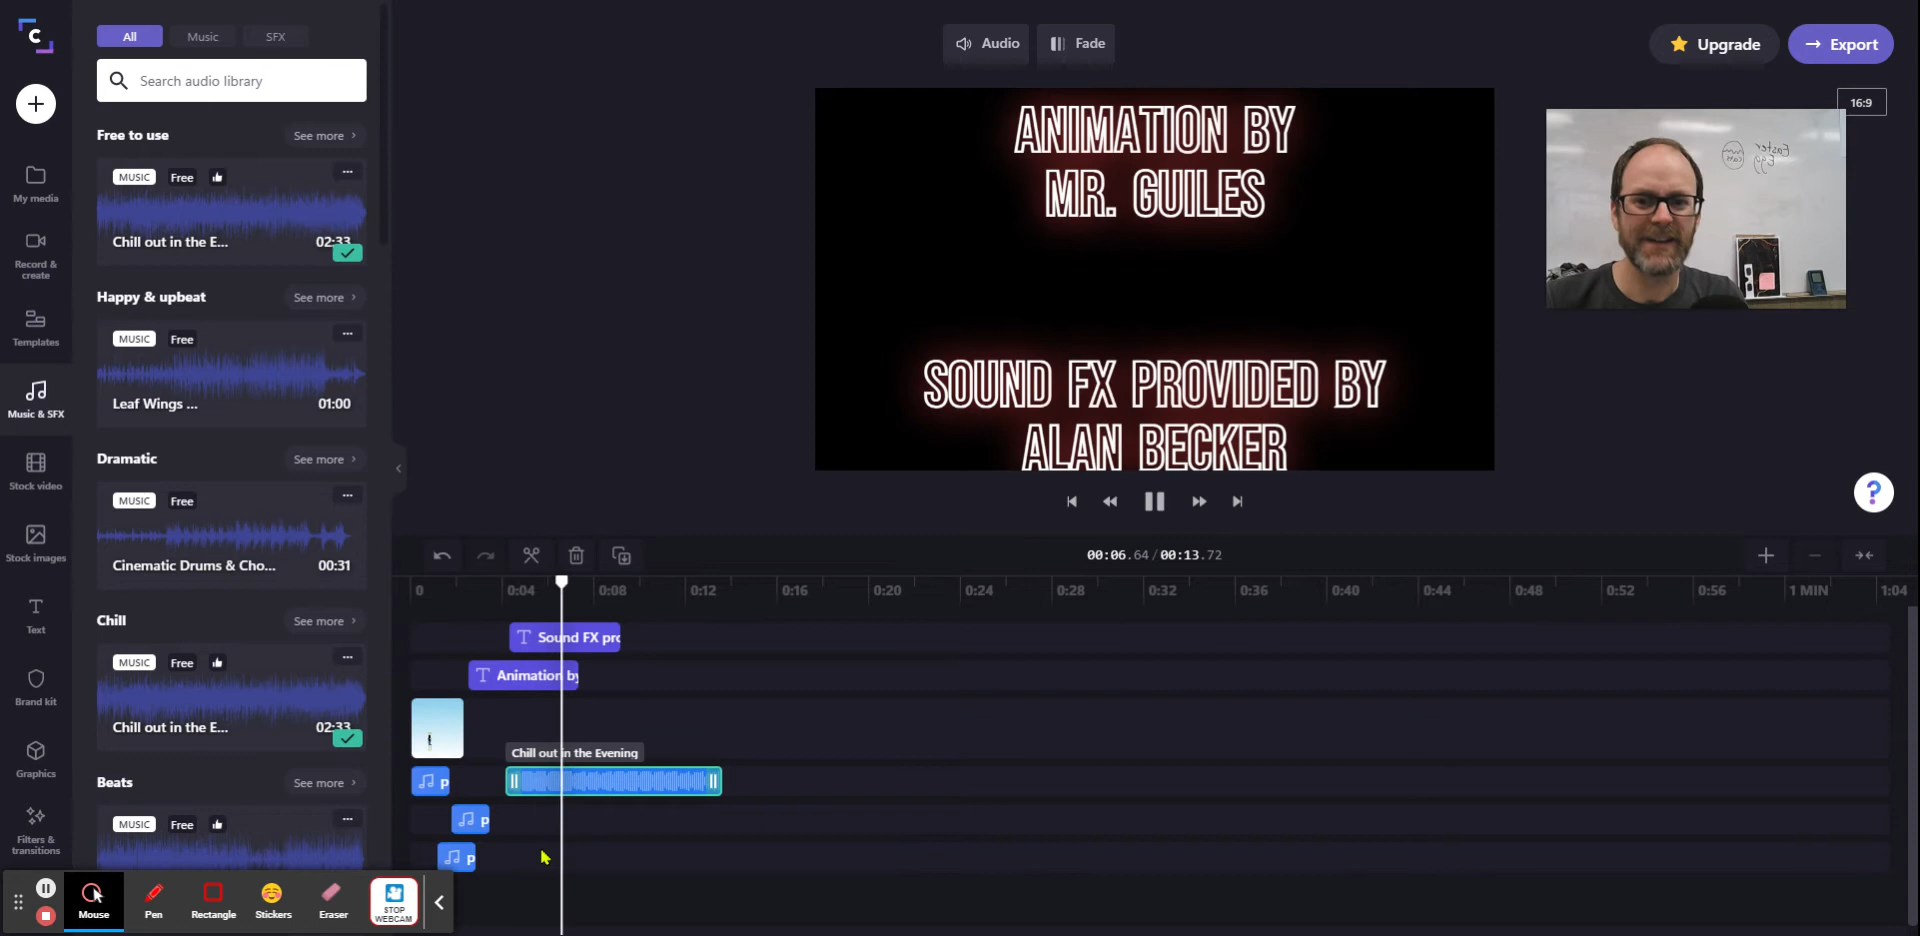 C
All
Music
SFX
Audio
Fade
Upgrade
Export
Search audio library
16:9
ANIMATION BY
MR. GUILES
SOUND FX PROVIDED BY
ALAN BECKER
Easter
Egg
My media
Record &
create
Templates
Music & SFX
Stock video
Stock images
Text
Brand kit
Graphics
Filters &
transitions
Free to use
See more
MUSIC Free
Chill out in the E... 02:33
Happy & upbeat
See more
MUSIC Free
Leaf Wings ... 01:00
Dramatic
See more
MUSIC Free
Cinematic Drums & Cho... 00:31
Chill
See more
MUSIC Free
Chill out in the E... 02:33
Beats
See more
MUSIC Free
?
00:06.64/00:13.72
0 0:04 0:08 0:12 0:16 0:20 0:24 0:28 0:32 0:36 0:40 0:44 0:48 0:52 0:56 1 MIN 1:04
T Sound FX pro
T Animation by
Chill out in the Evening
p
p
p
Mouse
Pen
Rectangle
Stickers
Eraser
STOP
WEBCAM